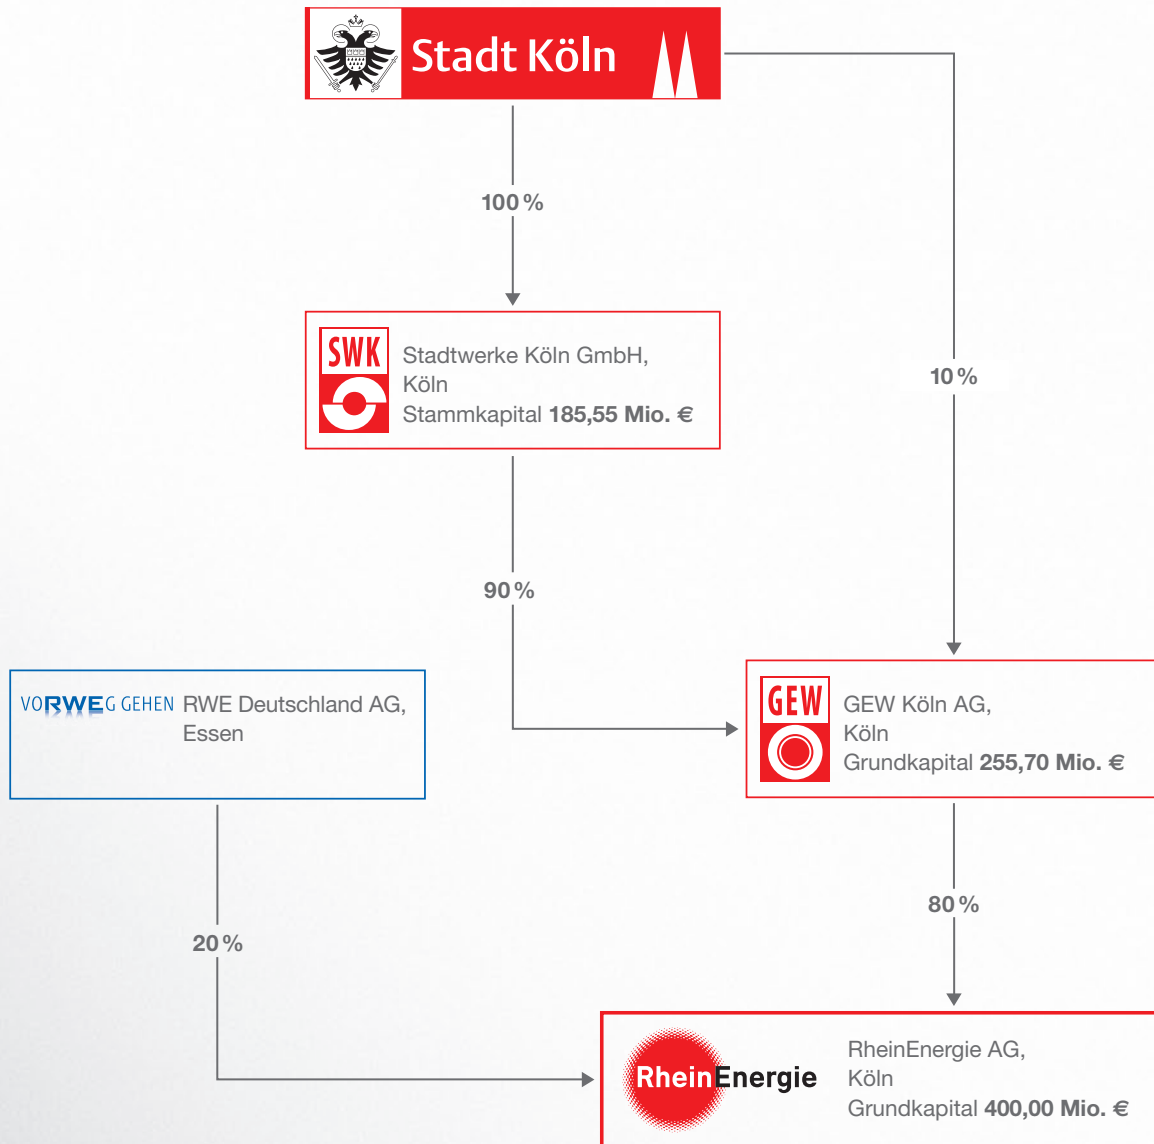 Stadt Köln
100 %
SWK
Stadtwerke Köln GmbH,
Köln
Stammkapital 185,55 Mio. €
10 %
90 %
VORWEG GEHEN
RWE Deutschland AG,
Essen
GEW
GEW Köln AG,
Köln
Grundkapital 255,70 Mio. €
80 %
20 %
RheinEnergie
RheinEnergie AG,
Köln
Grundkapital 400,00 Mio. €